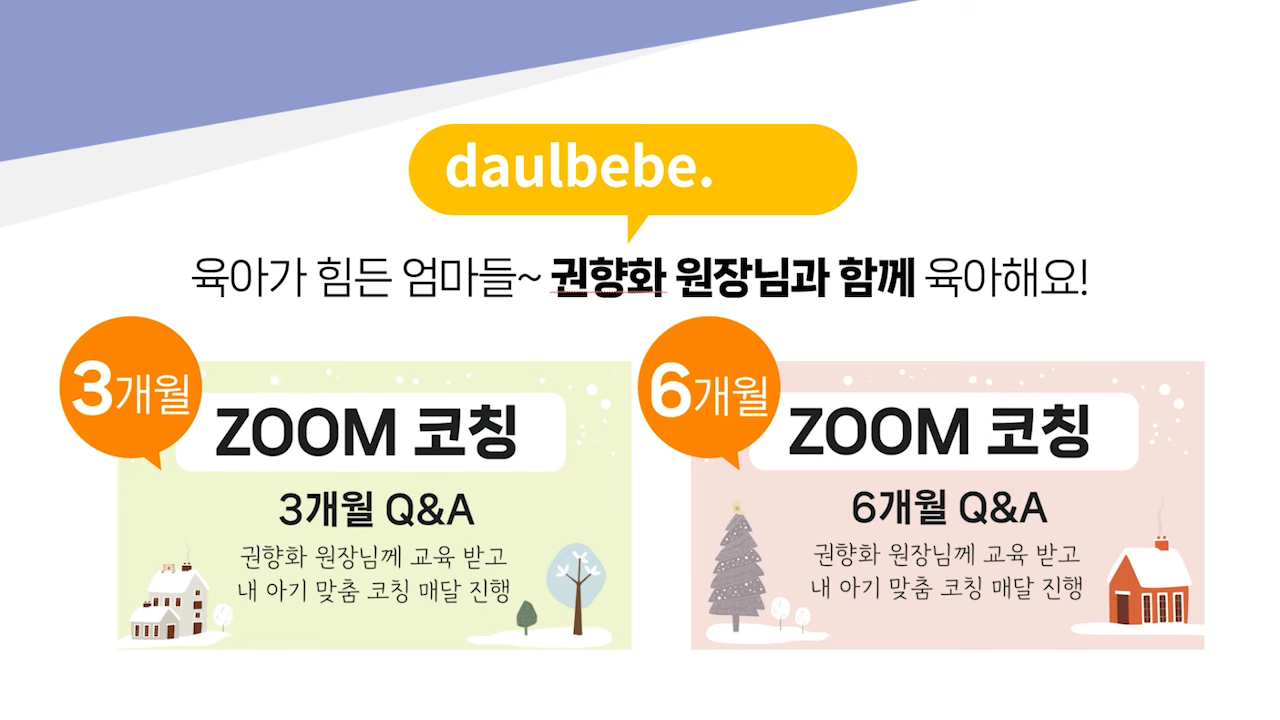 daulbebe.
육아가 힘든 엄마들~ 권향화 원장님과 함께 육아해요!
3개월
ZOOM 코칭
3개월 Q&A
권향화 원장님께 교육 받고
내 아기 맞춤 코칭 매달 진행
6개월
ZOOM 코칭
6개월 Q&A
권향화 원장님께 교육 받고
내 아기 맞춤 코칭 매달 진행